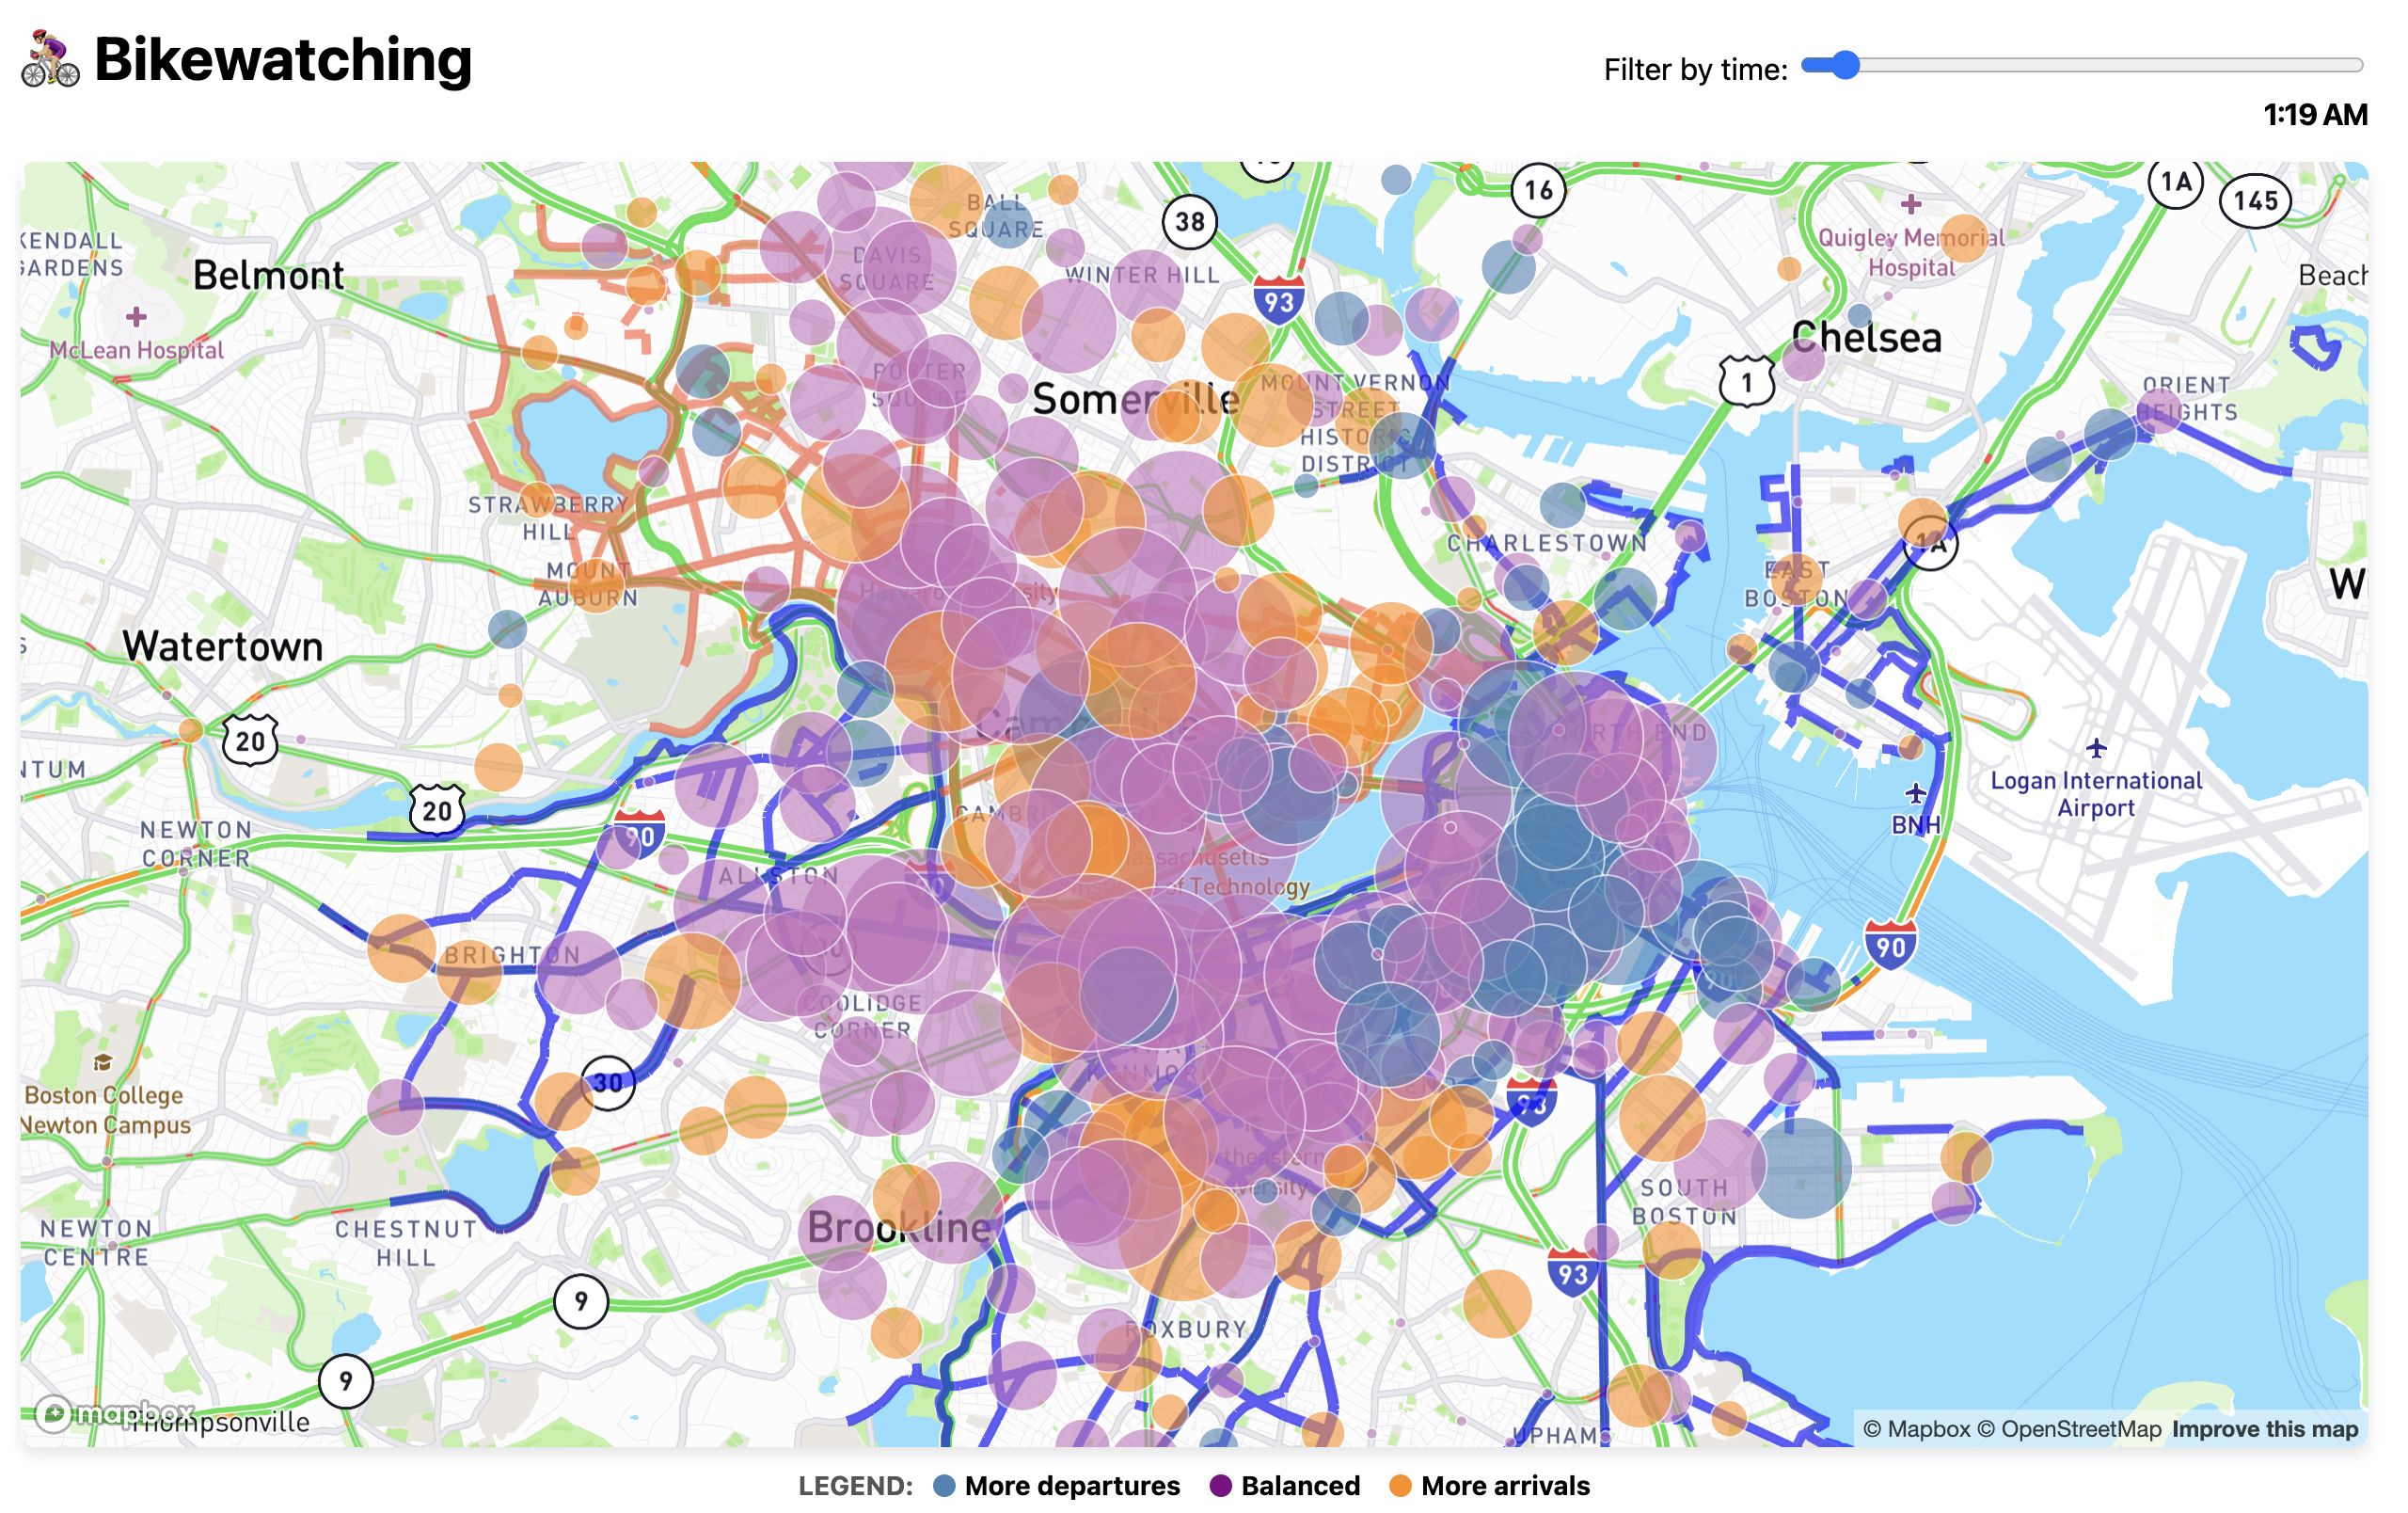 Bikewatching
Filter by time:
1:19 AM
16
1A
145
38
BALL
SQUARE
KENDALL
GARDENS
Belmont
DAVIS
SQUARE
WINTER HILL
93
Quigley Memorial
Hospital
Beach
McLean Hospital
Chelsea
1
PORTER
SQUARE
Somerville
MOUNT VERNON
STREET
HISTORIC
DISTRICT
ORIENT
HEIGHTS
STRAWBERRY
HILL
CHARLESTOWN
1A
MOUNT
AUBURN
EAST
BOSTON
Watertown
20
20
NORTH END
Cambridge
Logan International
Airport
BNH
NEWTON
CORNER
90
ALLSTON
Massachusetts
Institute of Technology
90
BRIGHTON
COOLIDGE
CORNER
30
KENMORE
93
Boston College
Newton Campus
Northeastern
University
SOUTH
BOSTON
Brookline
NEWTON
CENTRE
CHESTNUT
HILL
93
9
ROXBURY
9
mapbox
Thompsonville
UPHAM
© Mapbox © OpenStreetMap Improve this map
LEGEND: More departures Balanced More arrivals